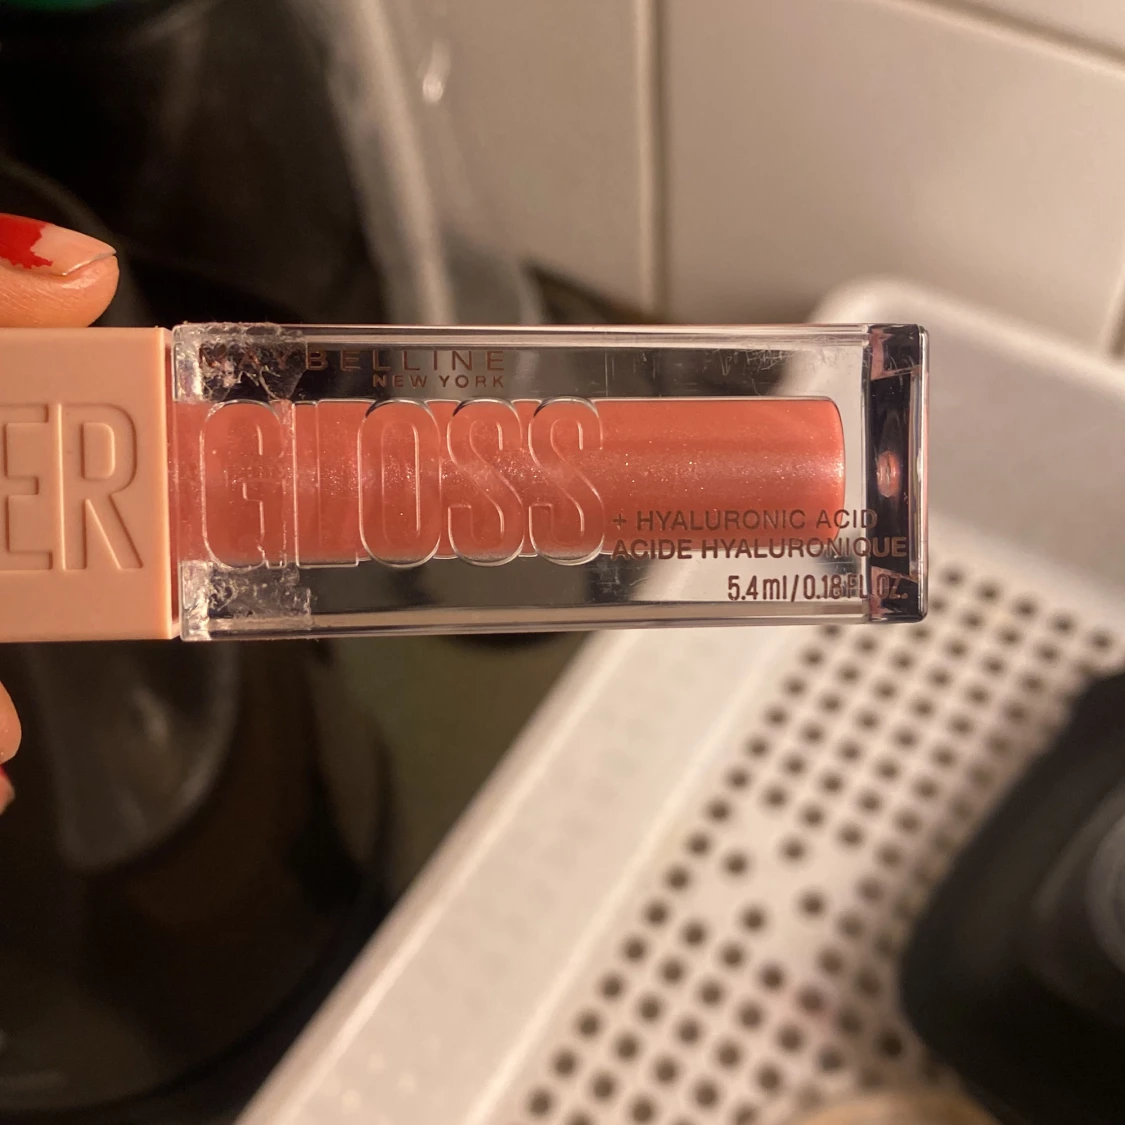 MAYBELLINE
NEW YORK
ER
GLOSS
+ HYALURONIC ACID
ACIDE HYALURONIQUE
5.4 ml / 0.18 FL. OZ.